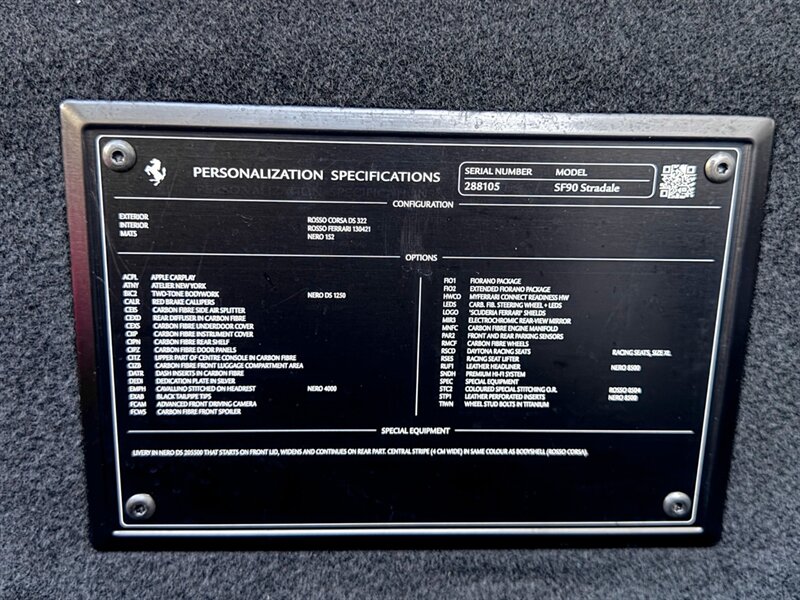 PERSONALIZATION SPECIFICATIONS
SERIAL NUMBER MODEL
288105 SF90 Stradale
CONFIGURATION
EXTERIOR ROSSO CORSA DS 322
INTERIOR ROSSO FERRARI 130421
MATS NERO 152
OPTIONS
ACPL APPLE CARPLAY
ATNY ATELIER NEW YORK
BIC2 TWO-TONE BODYWORK NERO DS 1250
CALR RED BRAKE CALLIPERS
CEIS CARBON FIBRE SIDE AIR SPLITTER
CEXD REAR DIFFUSER IN CARBON FIBRE
CEXS CARBON FIBRE UNDERDOOR COVER
CARBON FIBRE INSTRUMENT COVER
CIPN CARBON FIBRE REAR SHELF
CIPZ CARBON FIBRE DOOR PANELS
CITZ UPPER PART OF CENTRE CONSOLE IN CARBON FIBRE
CIZB CARBON FIBRE FRONT LUGGAGE COMPARTMENT AREA
DATR DASH INSERTS IN CARBON FIBRE
DEDI DEDICATION PLATE IN SILVER
EMPH CAVALLINO STITCHED ON HEADREST NERO 4000
EXAB BLACK TAILPIPE TIPS
FCAM ADVANCED FRONT DRIVING CAMERA
FCWS CARBON FIBRE FRONT SPOILER
FIO1 FIORANO PACKAGE
FIO2 EXTENDED FIORANO PACKAGE
HWCD MYFERRARI CONNECT READINESS HW
LEDS CARB. FIB. STEERING WHEEL + LEDS
LOGO "SCUDERIA FERRARI" SHIELDS
MIR3 ELECTROCHROMIC REAR-VIEW MIRROR
MNFC CARBON FIBRE ENGINE MANIFOLD
PAR2 FRONT AND REAR PARKING SENSORS
RMCF CARBON FIBRE WHEELS
RSCD DAYTONA RACING SEATS RACING SEATS, SIZE XL
RSES RACING SEAT LIFTER
RUF1 LEATHER HEADLINER NERO 8500
SNDH PREMIUM HI-FI SYSTEM
SPEC SPECIAL EQUIPMENT
STC2 COLOURED SPECIAL STITCHING O.R. ROSSO 0504
STP1 LEATHER PERFORATED INSERTS NERO 8500
TIWN WHEEL STUD BOLTS IN TITANIUM
SPECIAL EQUIPMENT
LIVERY IN NERO DS 205500 THAT STARTS ON FRONT LID, WIDENS AND CONTINUES ON REAR PART. CENTRAL STRIPE (4 CM WIDE) IN SAME COLOUR AS BODYSHELL (ROSSO CORSA).